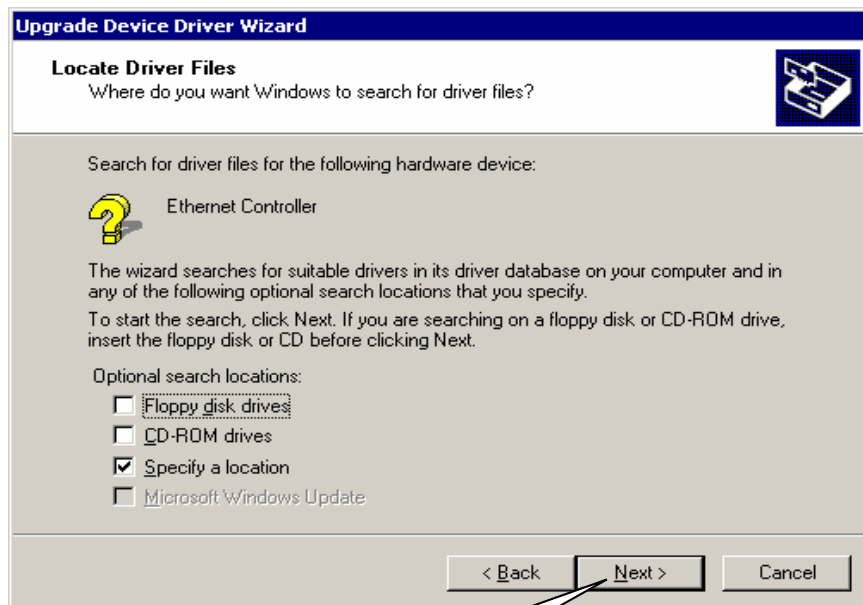 Upgrade Device Driver Wizard
Locate Driver Files
Where do you want Windows to search for driver files?
Search for driver files for the following hardware device:
Ethernet Controller
The wizard searches for suitable drivers in its driver database on your computer and in
any of the following optional search locations that you specify.
To start the search, click Next. If you are searching on a floppy disk or CD-ROM drive,
insert the floppy disk or CD before clicking Next.
Optional search locations:
Floppy disk drives
CD-ROM drives
Specify a location
Microsoft Windows Update
< Back
Next >
Cancel